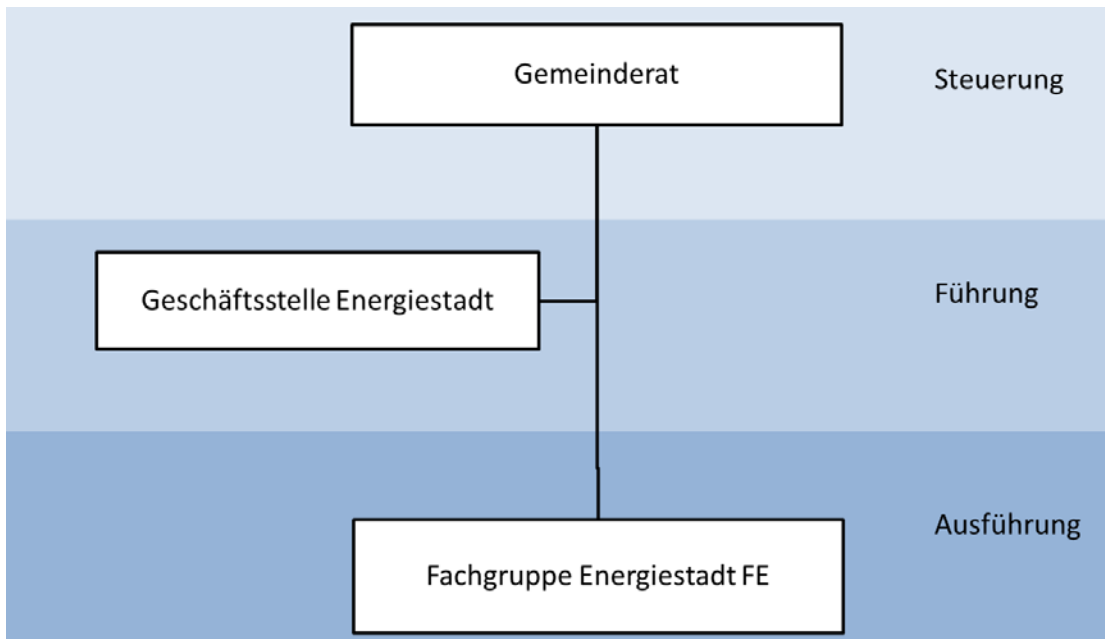 Gemeinderat
Steuerung
Geschäftsstelle Energiestadt
Führung
Ausführung
Fachgruppe Energiestadt FE